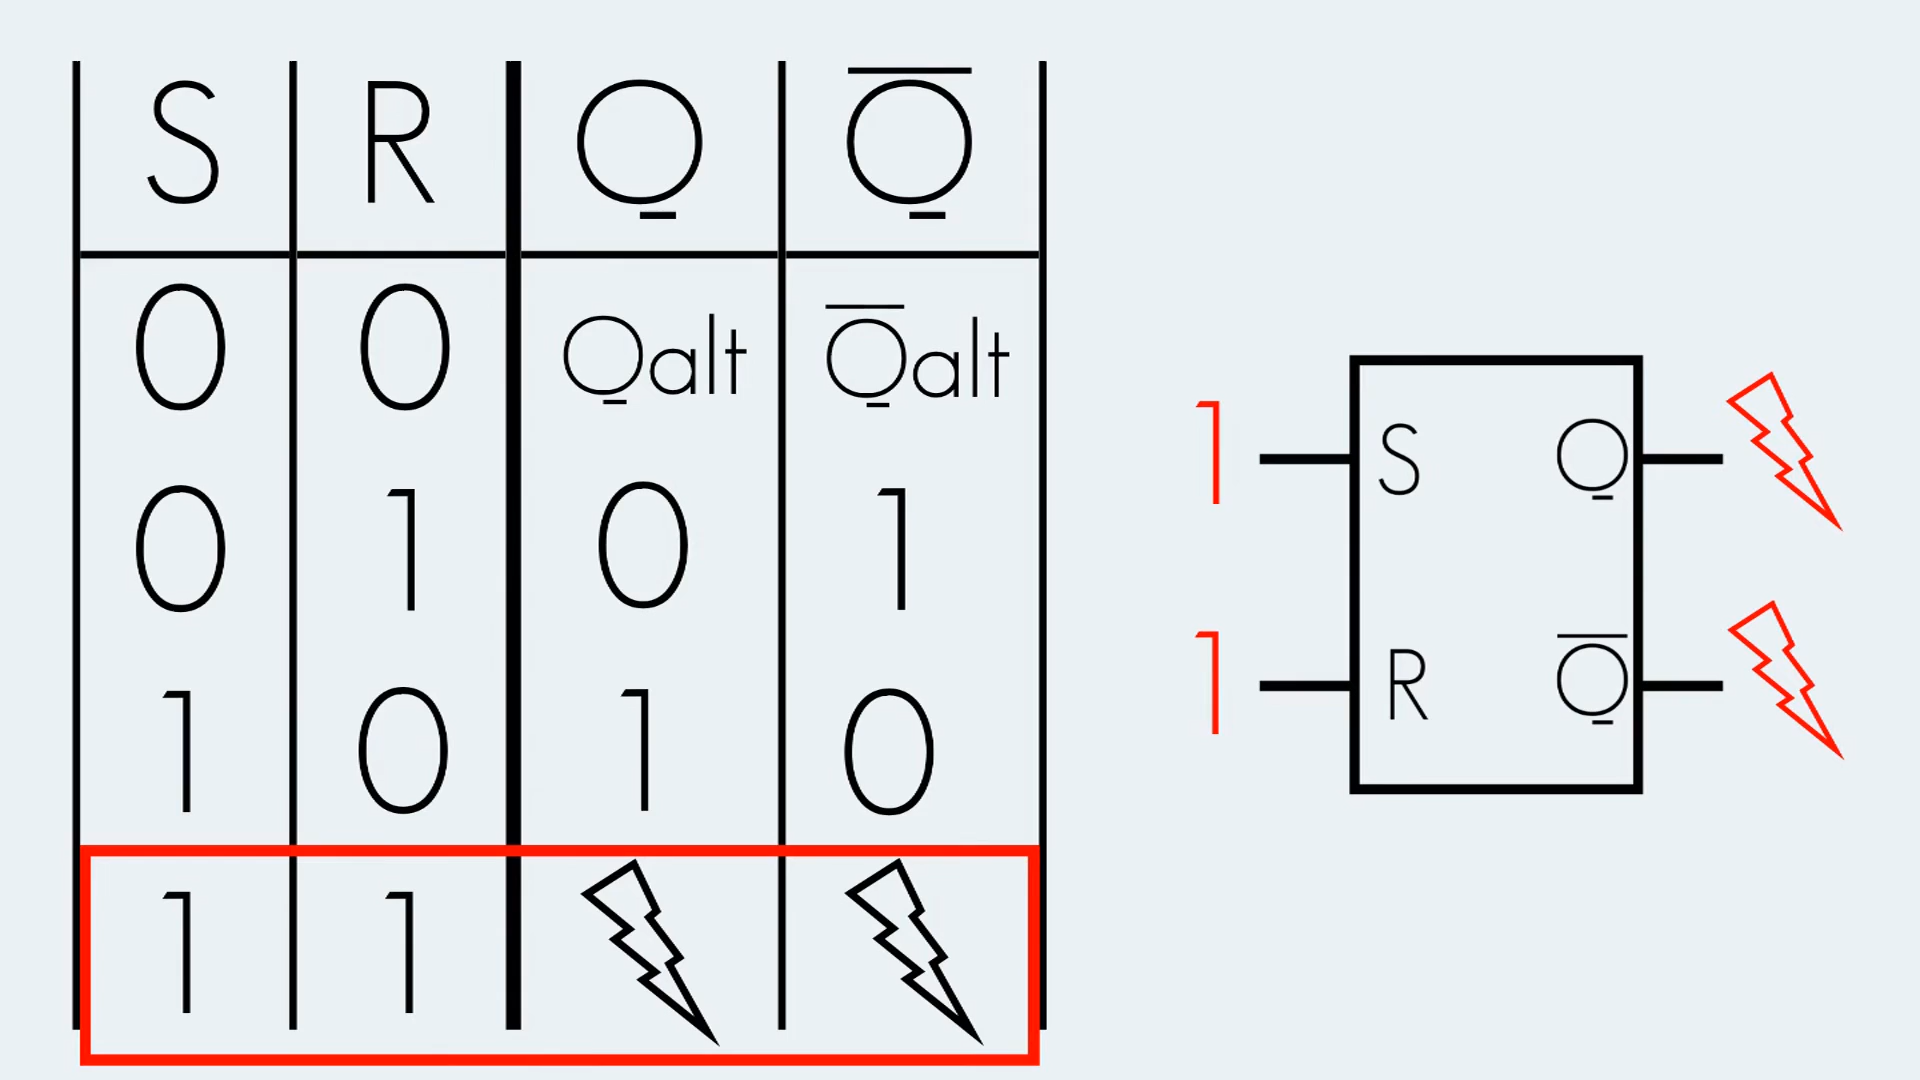 S R Q Q̅
0 0 Qalt Q̅alt
0 1 0 1
1 0 1 0
1 1
1 S Q
1 R Q̅